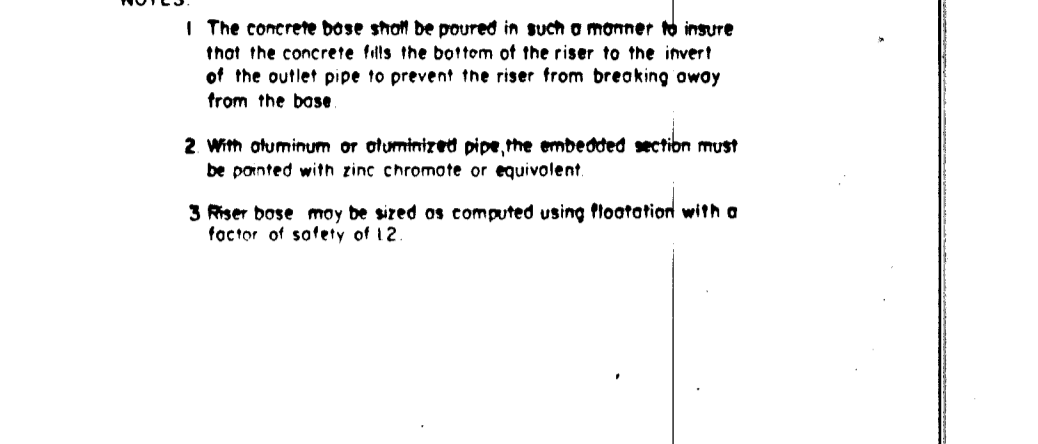 NOTES:
1 The concrete base shall be poured in such a manner to insure
that the concrete fills the bottom of the riser to the invert
of the outlet pipe to prevent the riser from breaking away
from the base.
2 With aluminum or aluminized pipe, the embedded section must
be painted with zinc chromate or equivalent.
3 Riser base may be sized as computed using floatation with a
factor of safety of 1.2.